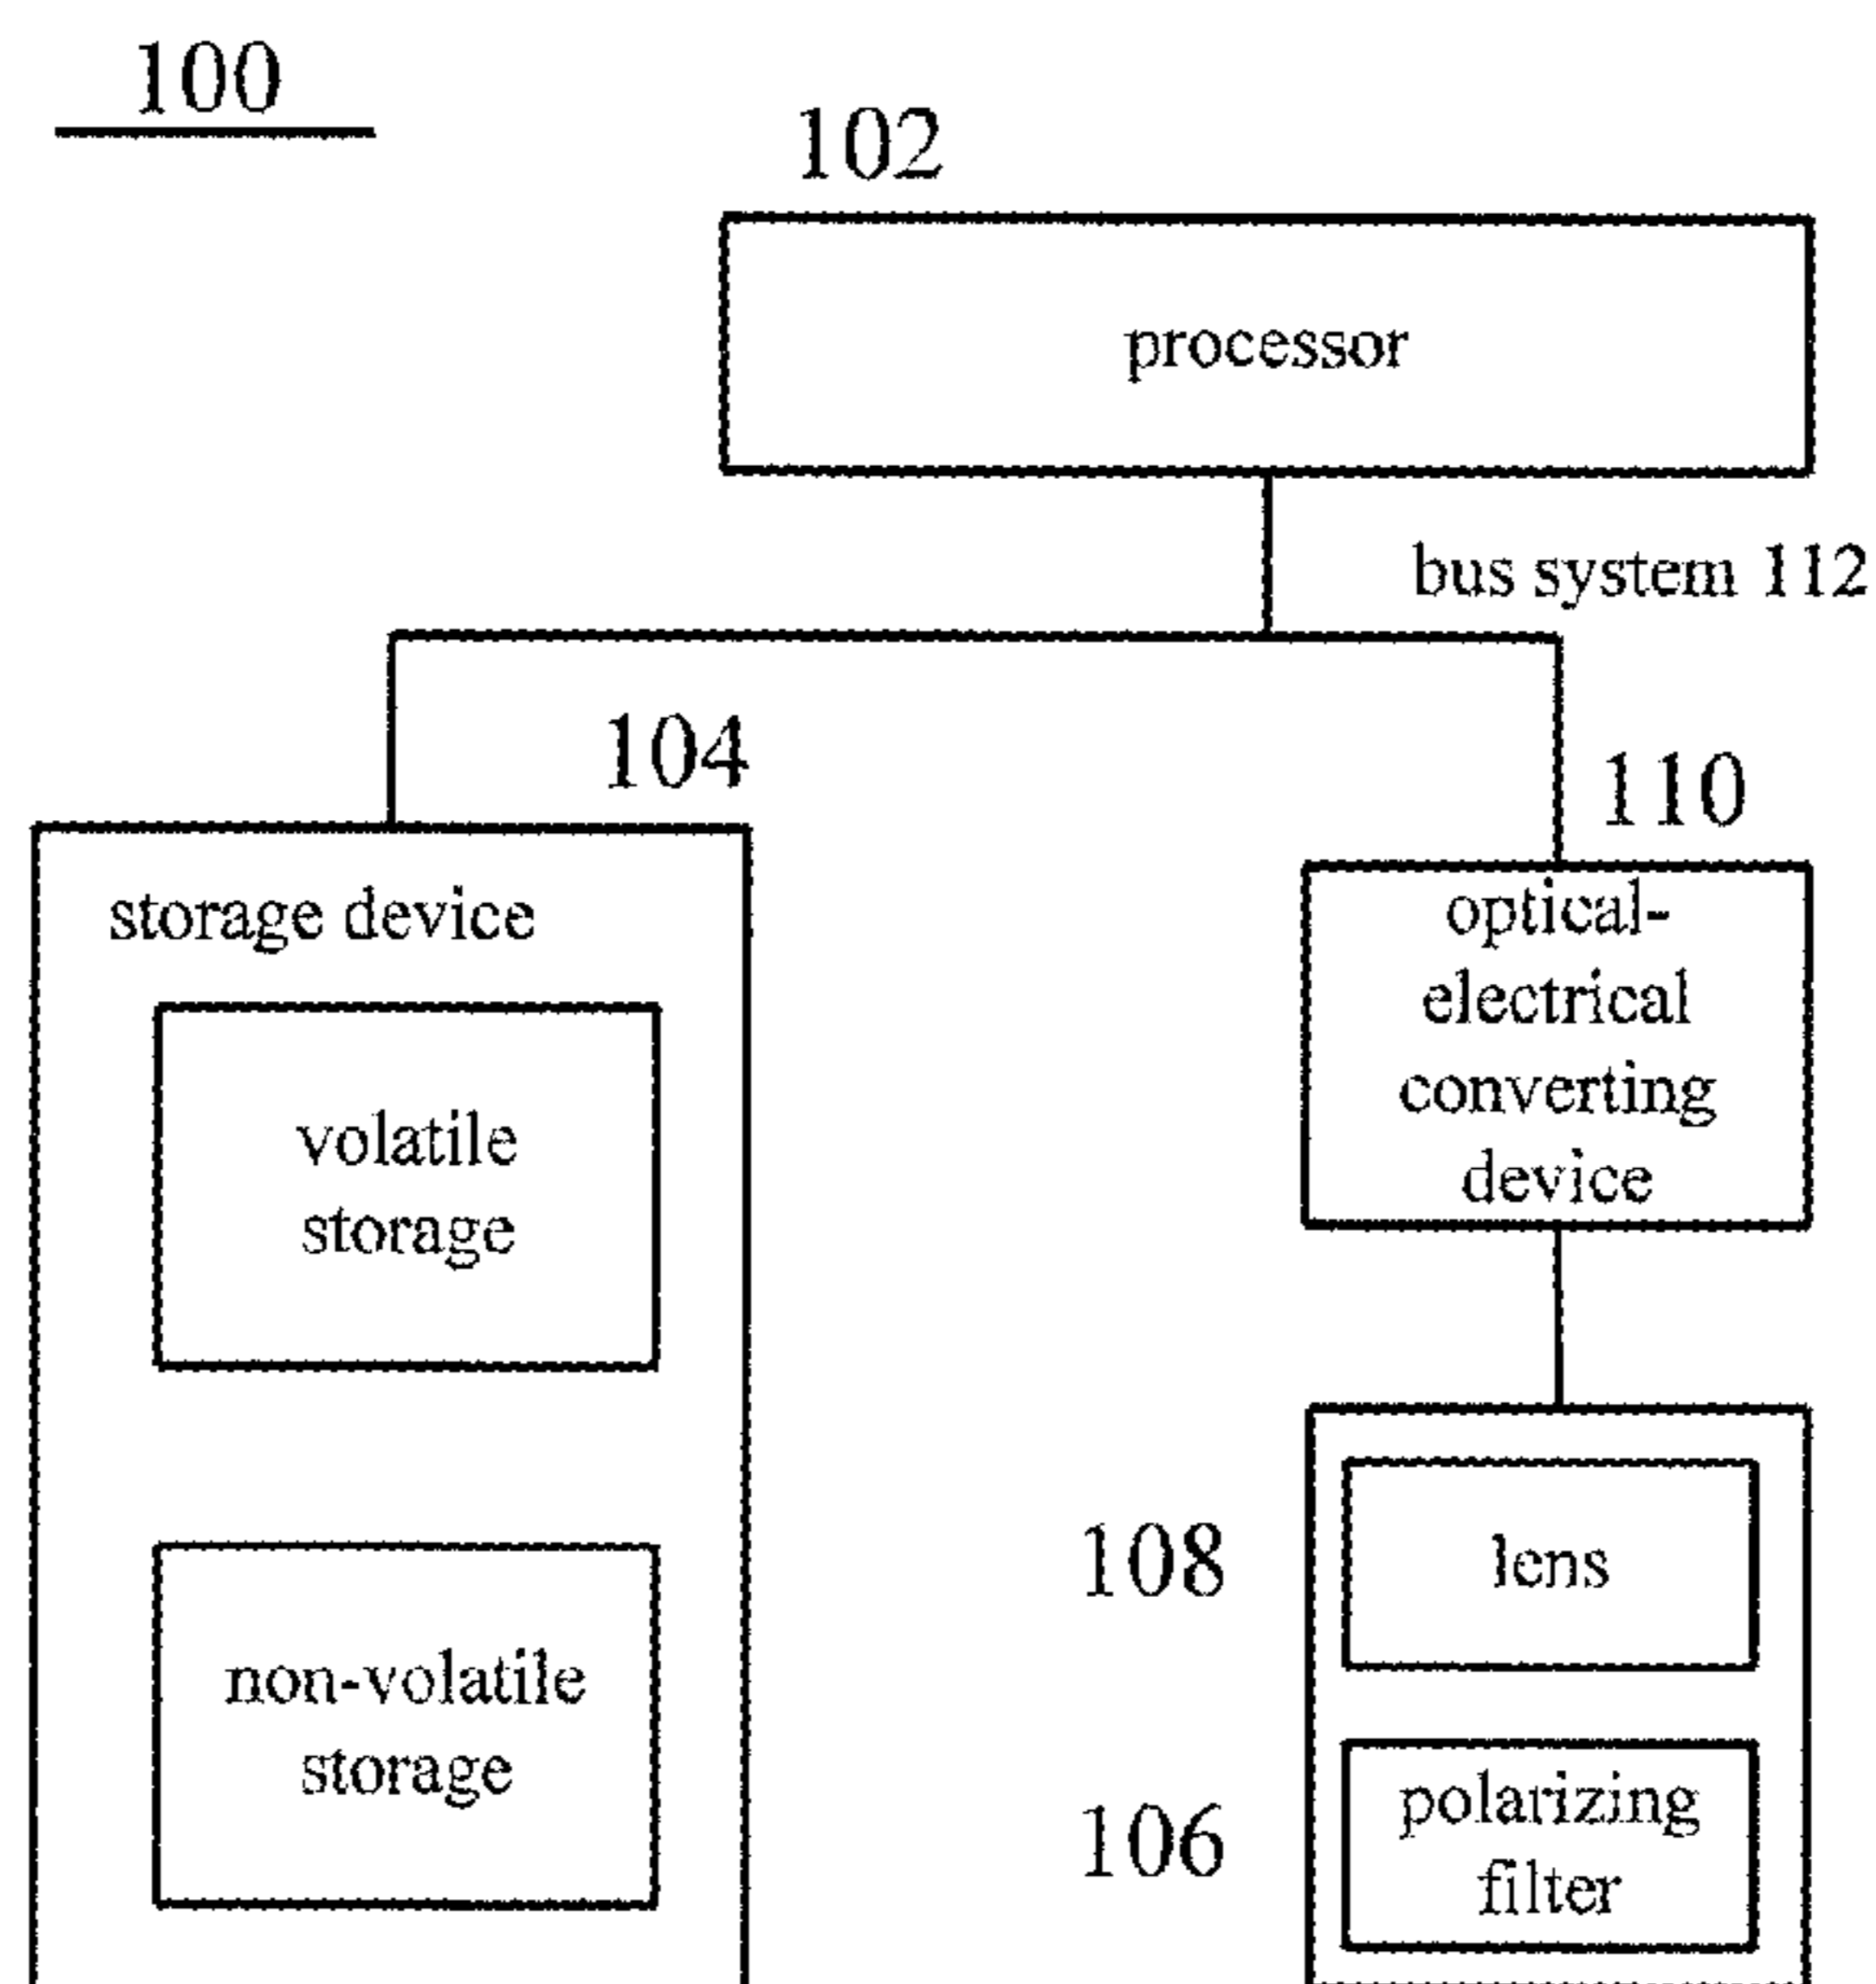 100
102
processor
bus system 112
104
110
storage device
optical-
electrical
converting
device
volatile
storage
108
lens
non-volatile
storage
106
polarizing
filter